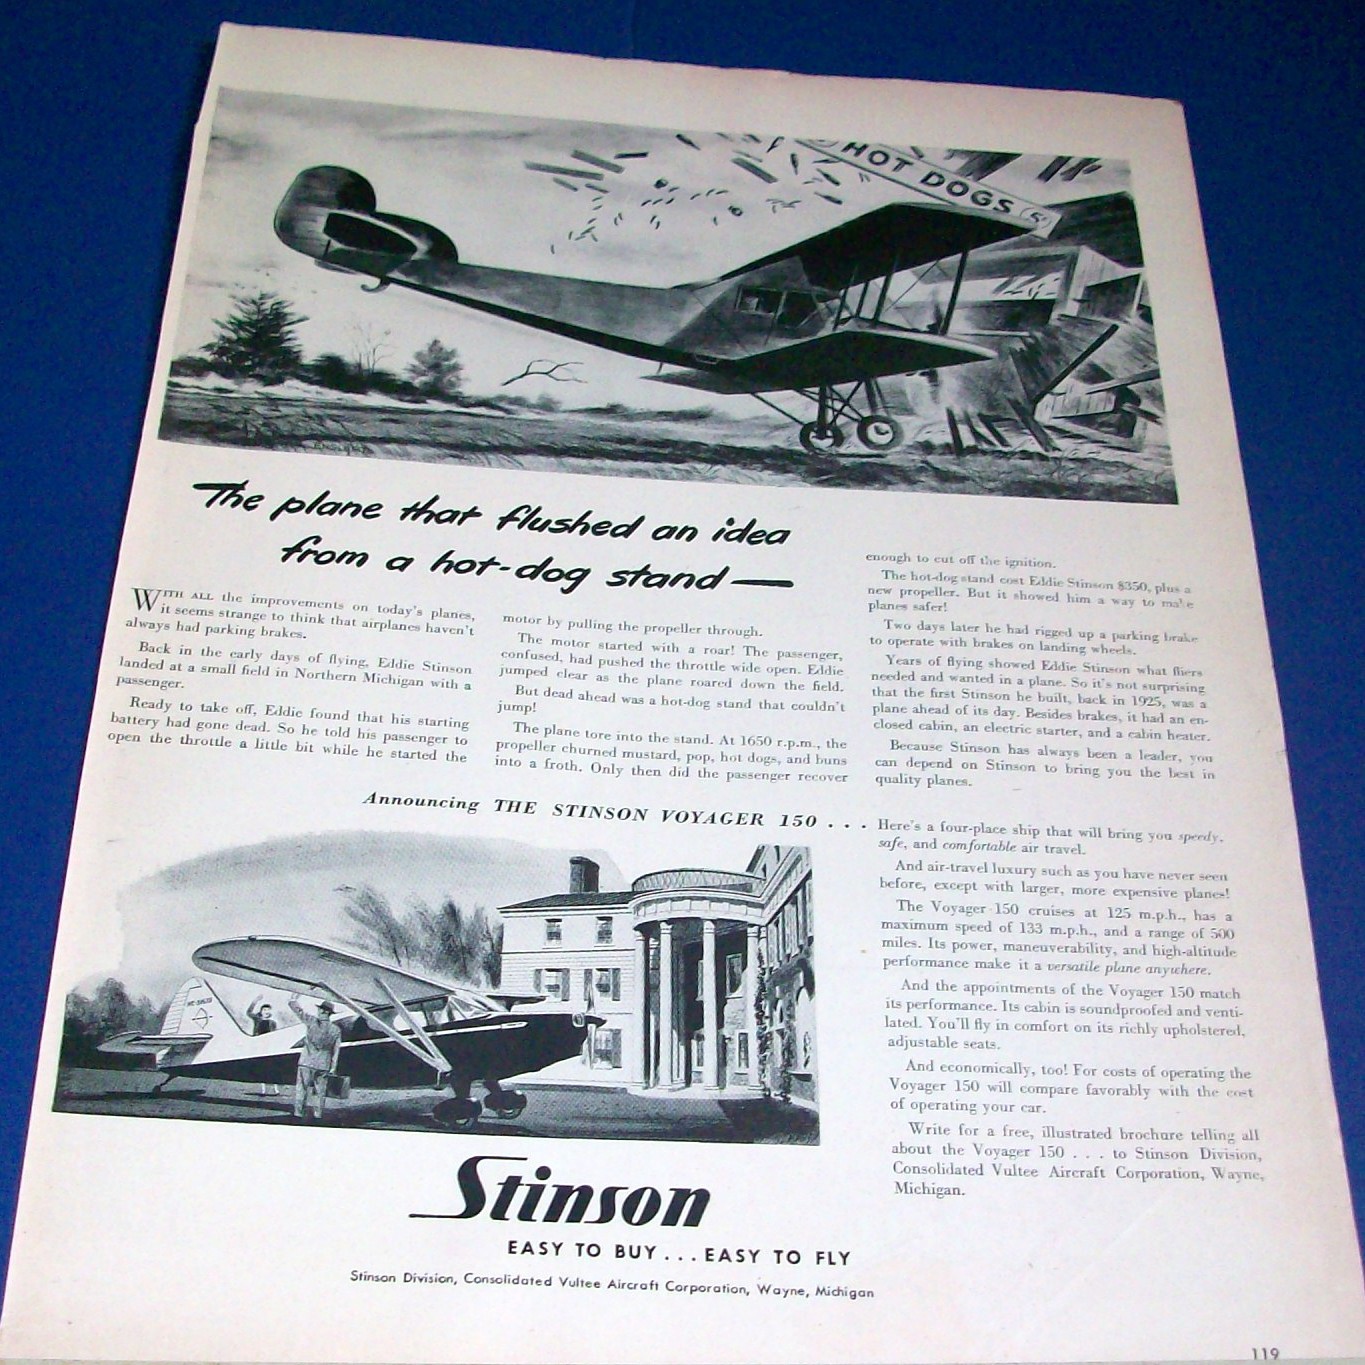 HOT DOGS 5¢
The plane that flushed an idea
from a hot-dog stand —
WITH ALL the improvements on today's planes,
it seems strange to think that airplanes haven't
always had parking brakes.
Back in the early days of flying, Eddie Stinson
landed at a small field in Northern Michigan with a
passenger.
Ready to take off, Eddie found that his starting
battery had gone dead. So he told his passenger to
open the throttle a little bit while he started the
motor by pulling the propeller through.
The motor started with a roar! The passenger,
confused, had pushed the throttle wide open. Eddie
jumped clear as the plane roared down the field.
But dead ahead was a hot-dog stand that couldn't
jump!
The plane tore into the stand. At 1650 r.p.m., the
propeller churned mustard, pop, hot dogs, and buns
into a froth. Only then did the passenger recover
enough to cut off the ignition.
The hot-dog stand cost Eddie Stinson $350, plus a
new propeller. But it showed him a way to make
planes safer!
Two days later he had rigged up a parking brake
to operate with brakes on landing wheels.
Years of flying showed Eddie Stinson what fliers
needed and wanted in a plane. So it's not surprising
that the first Stinson he built, back in 1925, was a
plane ahead of its day. Besides brakes, it had an en-
closed cabin, an electric starter, and a cabin heater.
Because Stinson has always been a leader, you
can depend on Stinson to bring you the best in
quality planes.
Announcing THE STINSON VOYAGER 150 . . .
Here's a four-place ship that will bring you speedy,
safe, and comfortable air travel.
And air-travel luxury such as you have never seen
before, except with larger, more expensive planes!
The Voyager 150 cruises at 125 m.p.h., has a
maximum speed of 133 m.p.h., and a range of 500
miles. Its power, maneuverability, and high-altitude
performance make it a versatile plane anywhere.
And the appointments of the Voyager 150 match
its performance. Its cabin is soundproofed and venti-
lated. You'll fly in comfort on its richly upholstered,
adjustable seats.
And economically, too! For costs of operating the
Voyager 150 will compare favorably with the cost
of operating your car.
Write for a free, illustrated brochure telling all
about the Voyager 150 . . . to Stinson Division,
Consolidated Vultee Aircraft Corporation, Wayne,
Michigan.
Stinson
EASY TO BUY . . . EASY TO FLY
Stinson Division, Consolidated Vultee Aircraft Corporation, Wayne, Michigan
119